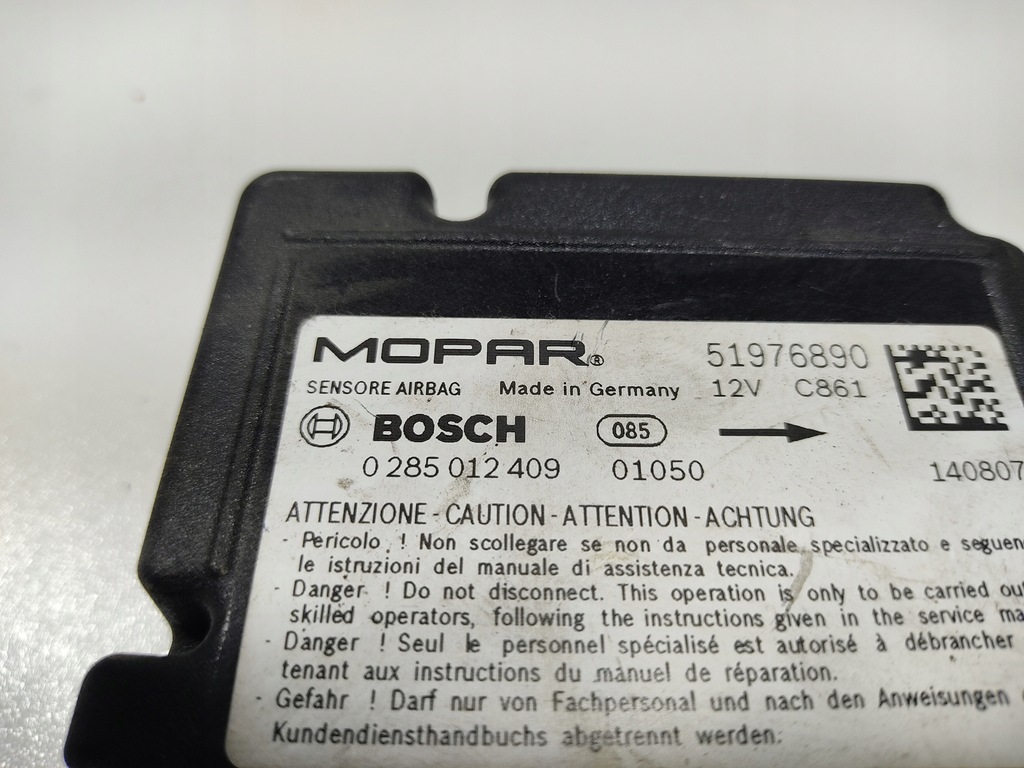 MOPAR® 51976890
SENSORE AIRBAG Made in Germany 12V C861
BOSCH 085
0 285 012 409 01050 140807
ATTENZIONE - CAUTION - ATTENTION - ACHTUNG
- Pericolo ! Non scollegare se non da personale specializzato e seguen
le istruzioni del manuale di assistenza tecnica.
- Danger ! Do not disconnect. This operation is only to be carried out
skilled operators, following the instructions given in the service ma
- Danger ! Seul le personnel spécialisé est autorisé à débrancher
tenant aux instructions du manuel de réparation.
- Gefahr ! Darf nur von Fachpersonal und nach den Anweisungen
Kundendiensthandbuchs abgetrennt werden.